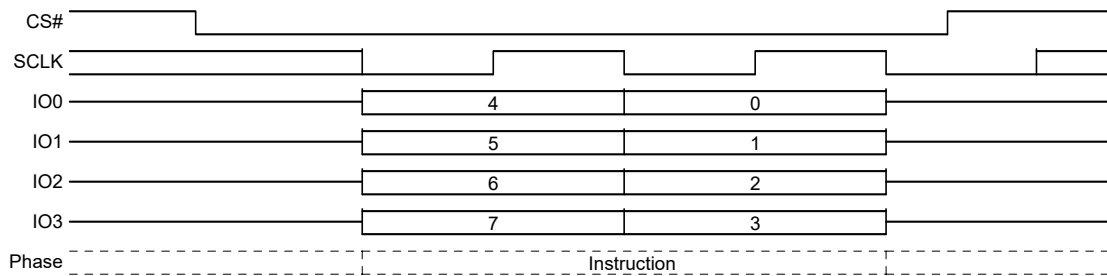 CS#
SCLK
IO0 4 0
IO1 5 1
IO2 6 2
IO3 7 3
Phase Instruction